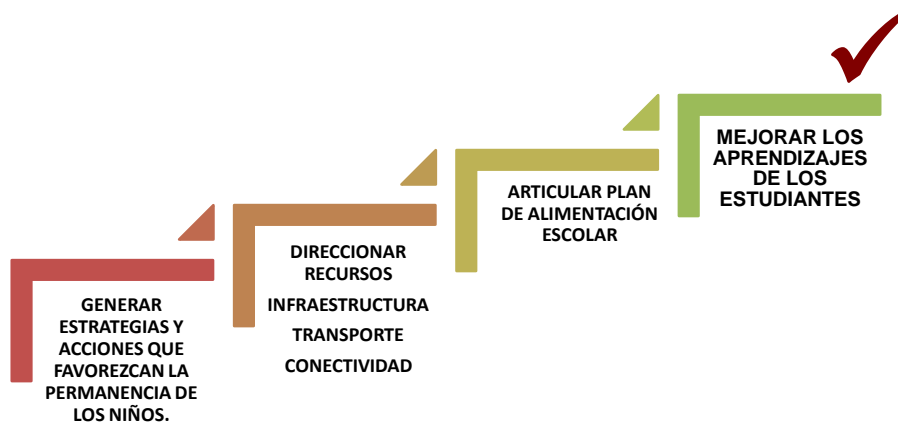 GENERAR
ESTRATEGIAS Y
ACCIONES QUE
FAVOREZCAN LA
PERMANENCIA DE
LOS NIÑOS.
DIRECCIONAR
RECURSOS
INFRAESTRUCTURA
TRANSPORTE
CONECTIVIDAD
ARTICULAR PLAN
DE ALIMENTACIÓN
ESCOLAR
MEJORAR LOS
APRENDIZAJES
DE LOS
ESTUDIANTES